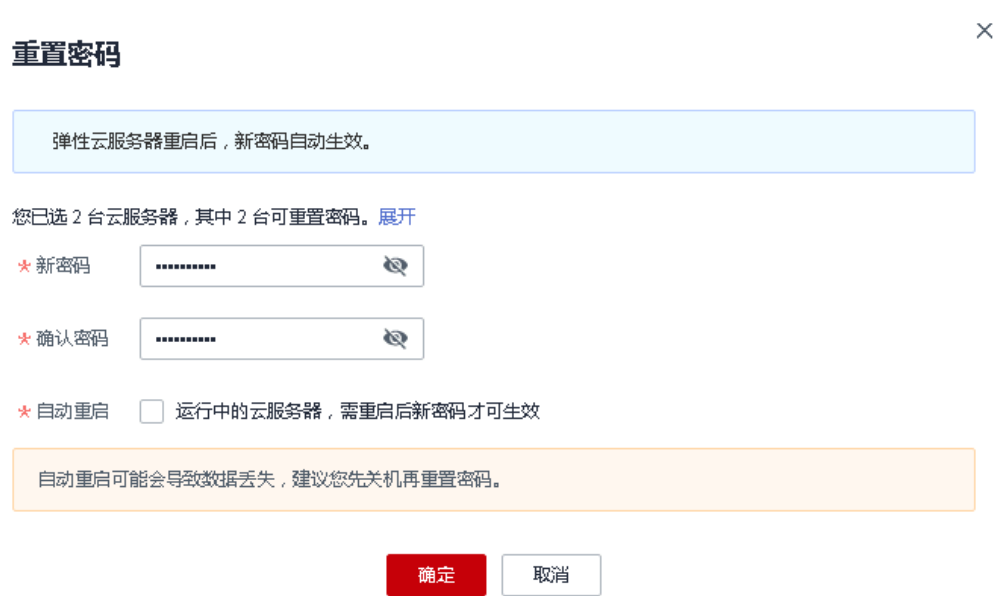 重置密码
弹性云服务器重启后，新密码自动生效。
您已选 2 台云服务器，其中 2 台可重置密码。展开
* 新密码 ••••••••••
* 确认密码 ••••••••••
* 自动重启 运行中的云服务器，需重启后新密码才可生效
自动重启可能会导致数据丢失，建议您先关机再重置密码。
确定 取消